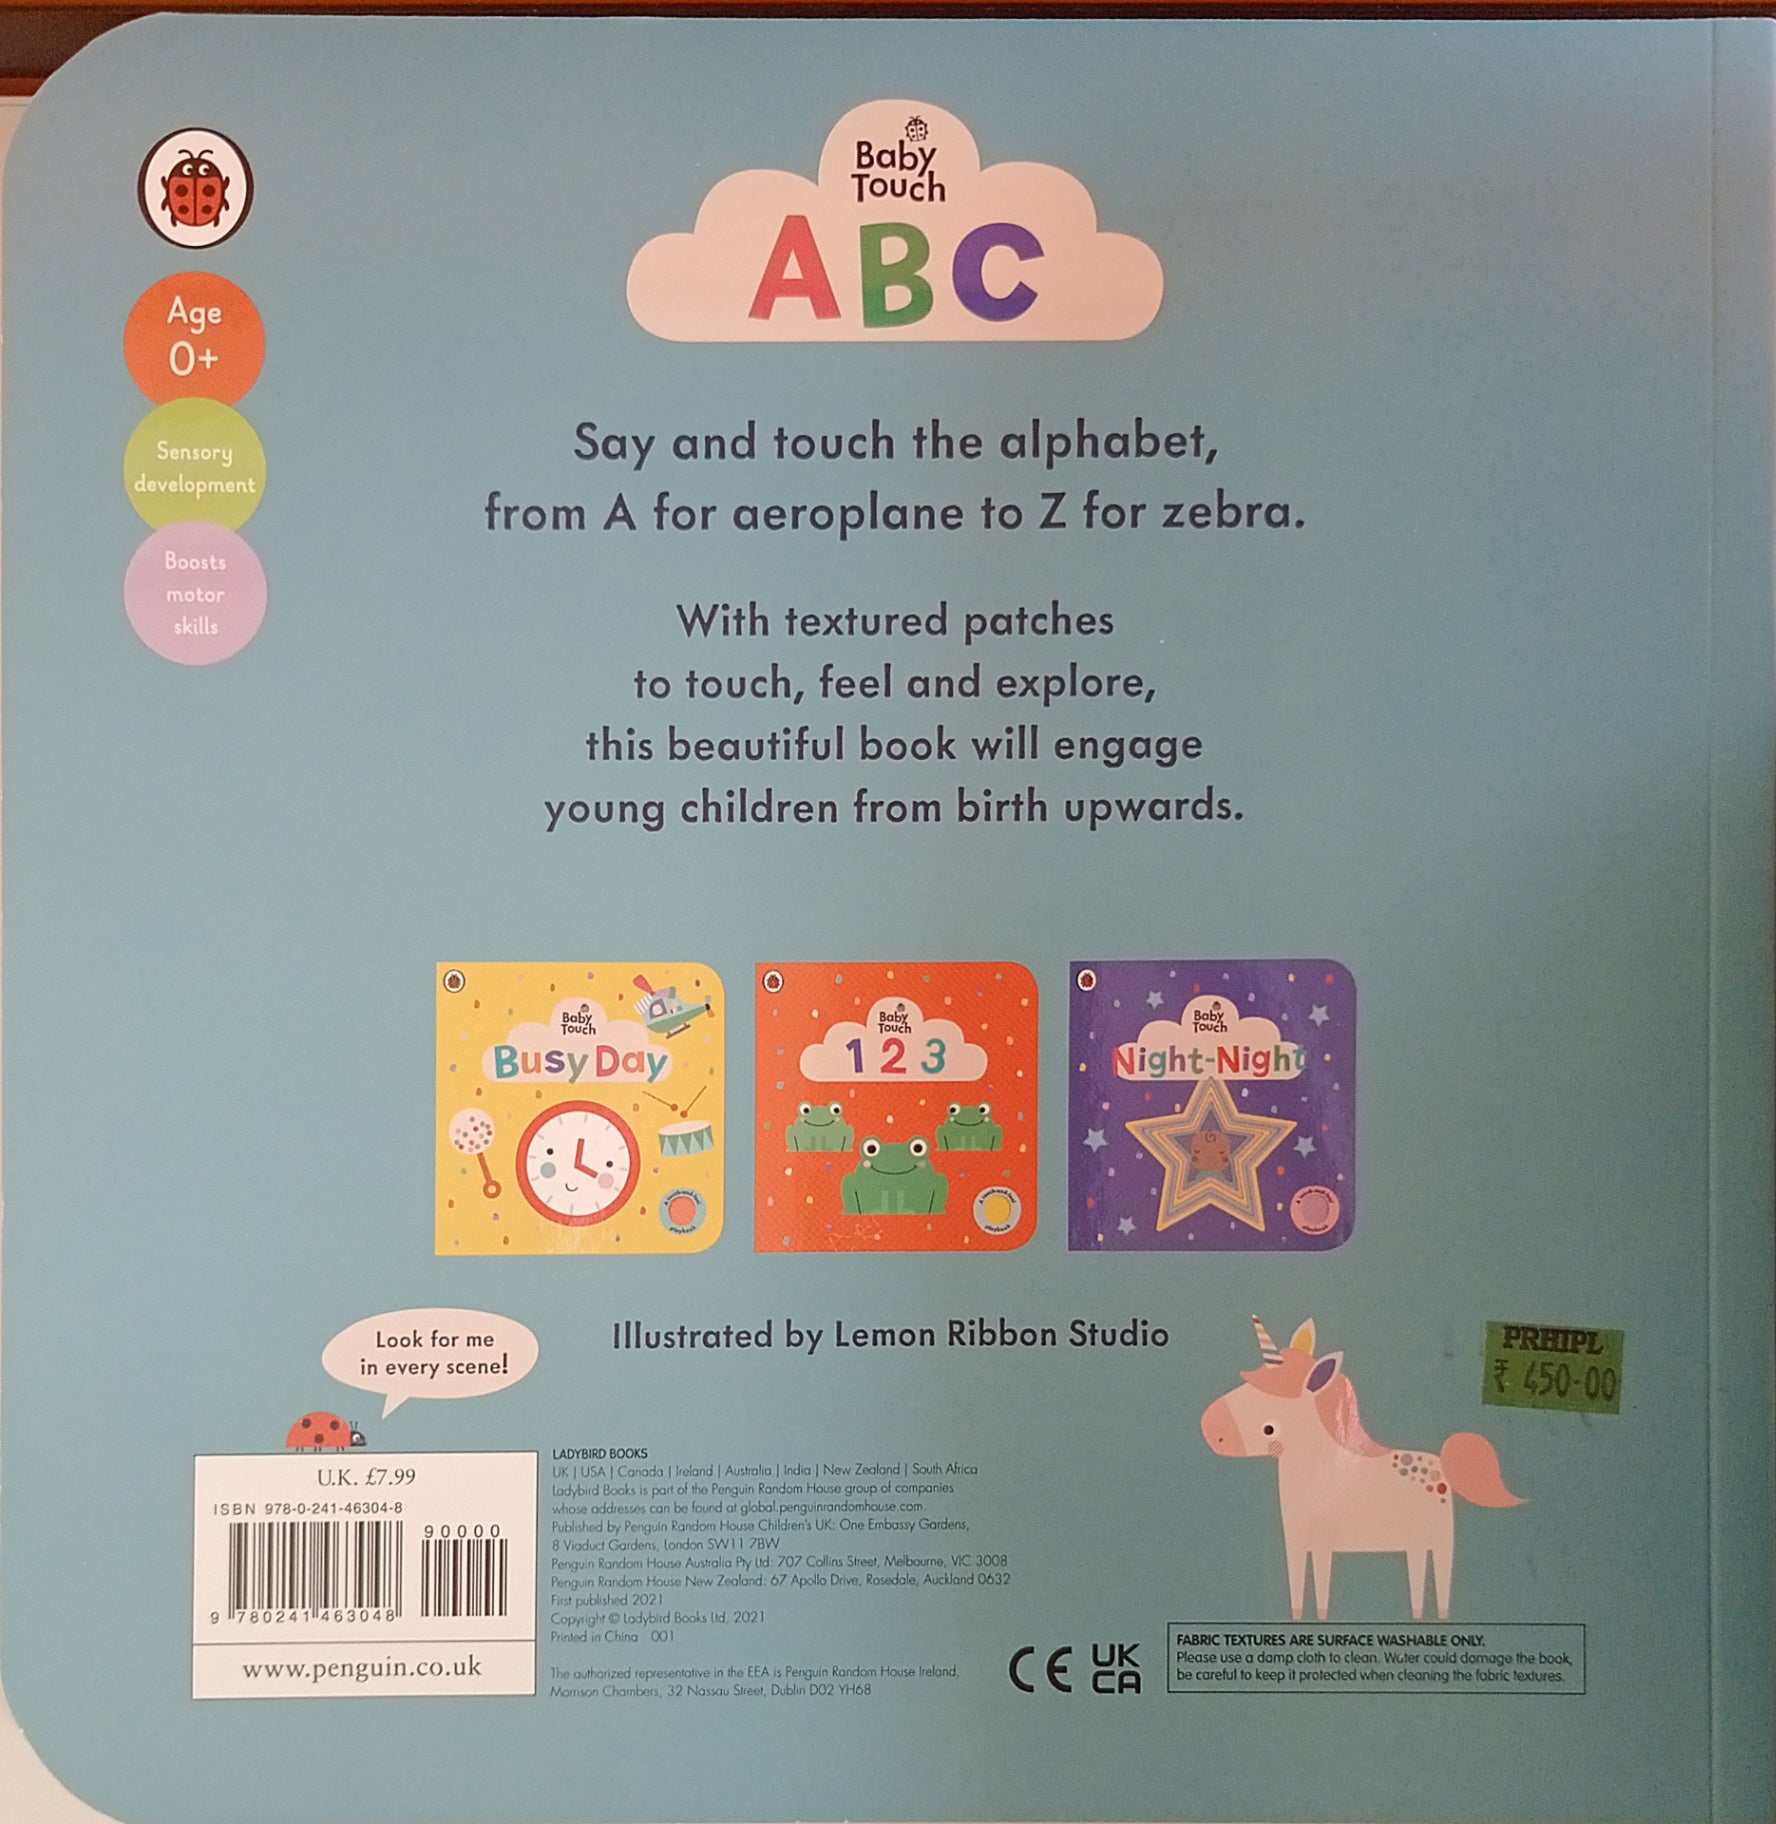 Baby
Touch
ABC
Age
0+
Sensory
development
Boosts
motor
skills
Say and touch the alphabet,
from A for aeroplane to Z for zebra.
With textured patches
to touch, feel and explore,
this beautiful book will engage
young children from birth upwards.
Baby
Touch
Busy Day
Baby
Touch
1 2 3
Baby
Touch
Night-Night
Look for me
in every scene!
Illustrated by Lemon Ribbon Studio
PRHIPL
₹ 450-00
U.K. £7.99
ISBN 978-0-241-46304-8
90000
9 780241 463048
www.penguin.co.uk
LADYBIRD BOOKS
UK | USA | Canada | Ireland | Australia | India | New Zealand | South Africa
Ladybird Books is part of the Penguin Random House group of companies
whose addresses can be found at global.penguinrandomhouse.com.
Published by Penguin Random House Children's UK: One Embassy Gardens,
8 Viaduct Gardens, London SW11 7BW
Penguin Random House Australia Pty Ltd: 707 Collins Street, Melbourne, VIC 3008
Penguin Random House New Zealand: 67 Apollo Drive, Rosedale, Auckland 0632
First published 2021
Copyright © Ladybird Books Ltd, 2021
Printed in China 001
The authorized representative in the EEA is Penguin Random House Ireland,
Morrison Chambers, 32 Nassau Street, Dublin D02 YH68
CE
UK
CA
FABRIC TEXTURES ARE SURFACE WASHABLE ONLY.
Please use a damp cloth to clean. Water could damage the book,
be careful to keep it protected when cleaning the fabric textures.